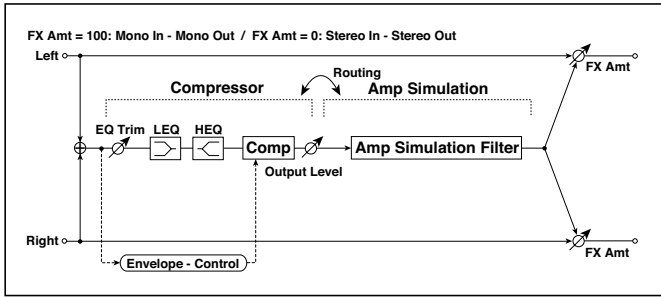 FX Amt = 100: Mono In - Mono Out / FX Amt = 0: Stereo In - Stereo Out
Left
Routing
FX Amt
Compressor
Amp Simulation
EQ Trim
LEQ
HEQ
Comp
Output Level
Amp Simulation Filter
Right
FX Amt
Envelope - Control